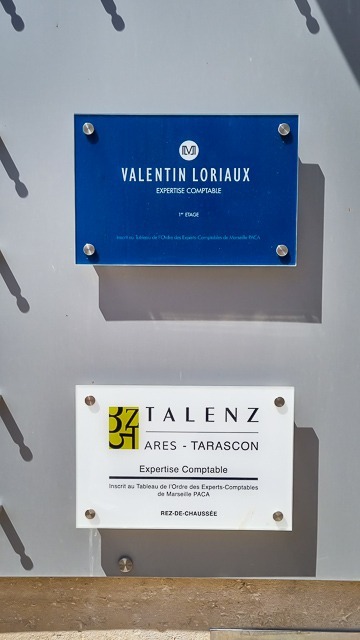 M
VALENTIN LORIAUX
EXPERTISE COMPTABLE
1er ETAGE
Inscrit au Tableau de l'Ordre des Experts-Comptables de Marseille PACA
TALENZ
ARES - TARASCON
Expertise Comptable
Inscrit au Tableau de l'Ordre des Experts-Comptables
de Marseille PACA
REZ-DE-CHAUSSÉE